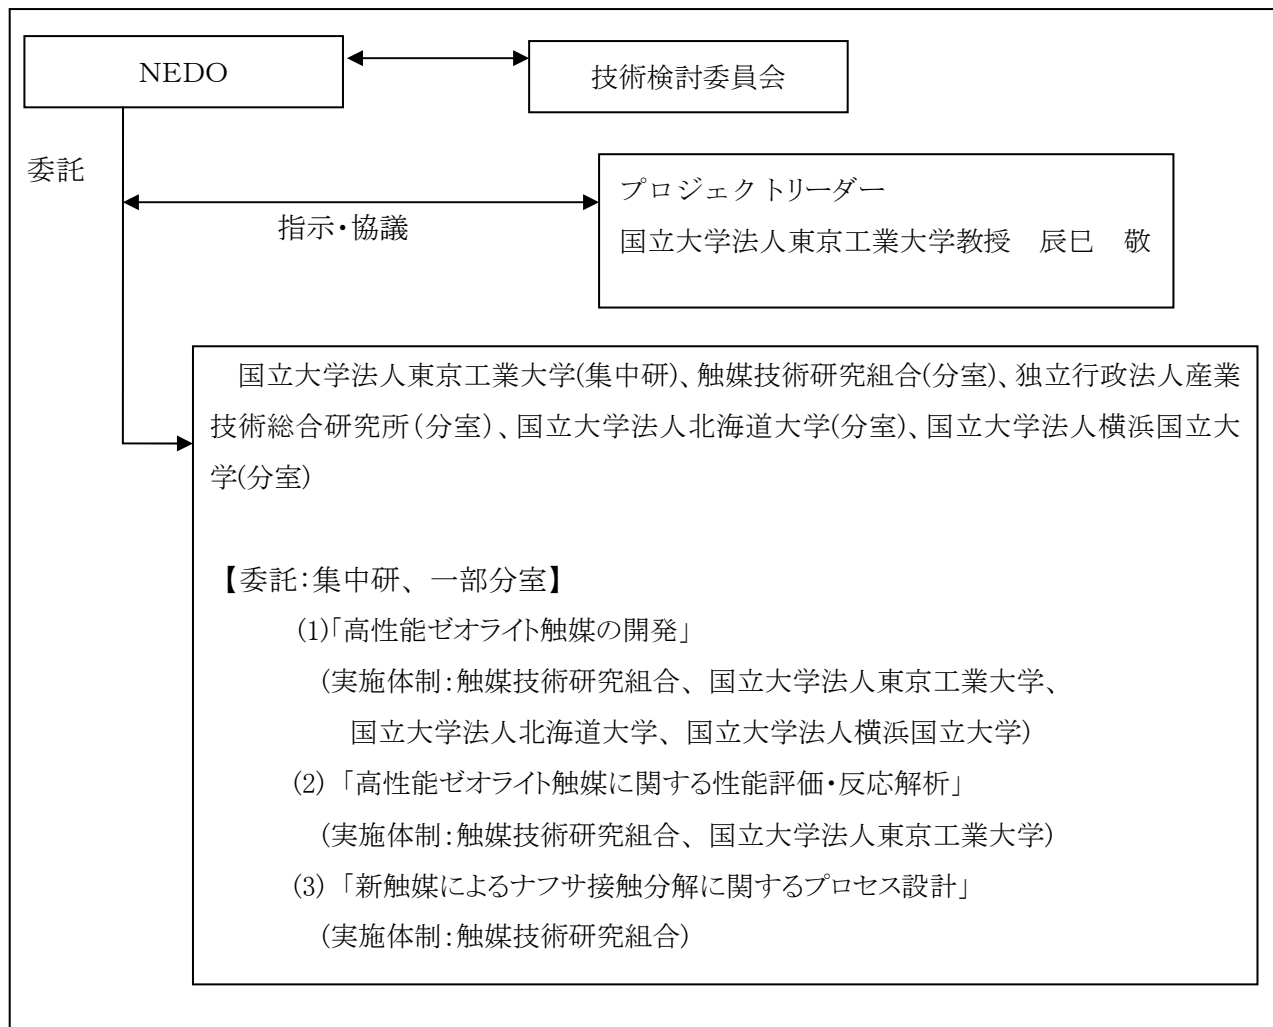 NEDO
技術検討委員会
委託
プロジェクトリーダー
指示・協議
国立大学法人東京工業大学教授　辰巳　敬
国立大学法人東京工業大学(集中研)、触媒技術研究組合(分室)、独立行政法人産業
技術総合研究所(分室)、国立大学法人北海道大学(分室)、国立大学法人横浜国立大
学(分室)
【委託:集中研、一部分室】
(1)「高性能ゼオライト触媒の開発」
(実施体制:触媒技術研究組合、国立大学法人東京工業大学、
国立大学法人北海道大学、国立大学法人横浜国立大学)
(2) 「高性能ゼオライト触媒に関する性能評価・反応解析」
(実施体制:触媒技術研究組合、国立大学法人東京工業大学)
(3) 「新触媒によるナフサ接触分解に関するプロセス設計」
(実施体制:触媒技術研究組合)